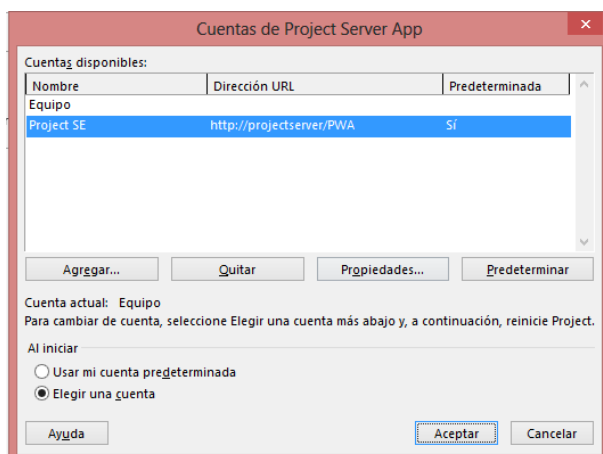 Cuentas de Project Server App
Cuentas disponibles:
Nombre Dirección URL Predeterminada
Equipo
Project SE http://projectserver/PWA Sí
Agregar... Quitar Propiedades... Predeterminar
Cuenta actual: Equipo
Para cambiar de cuenta, seleccione Elegir una cuenta más abajo y, a continuación, reinicie Project.
Al iniciar
Usar mi cuenta predeterminada
Elegir una cuenta
Ayuda Aceptar Cancelar